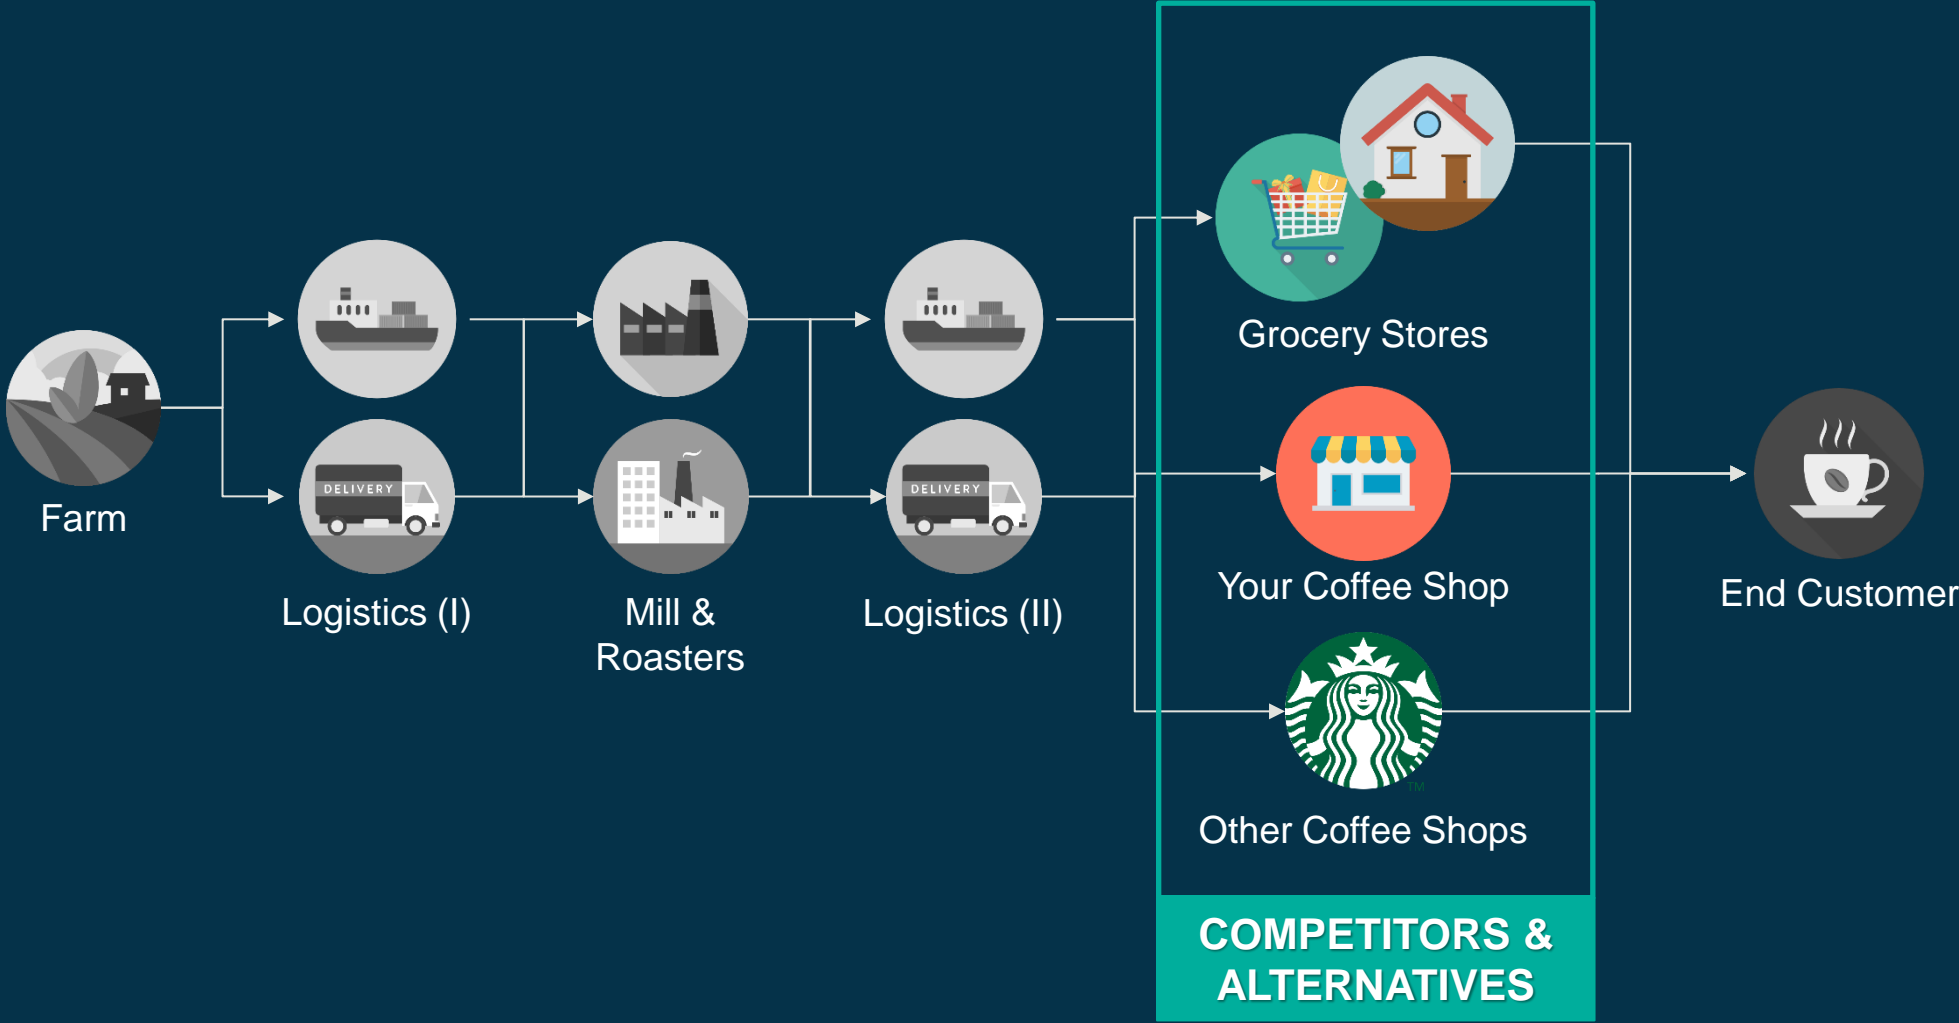 Farm
DELIVERY
Logistics (I)
Mill &
Roasters
DELIVERY
Logistics (II)
Grocery Stores
Your Coffee Shop
TM
Other Coffee Shops
COMPETITORS &
ALTERNATIVES
End Customer